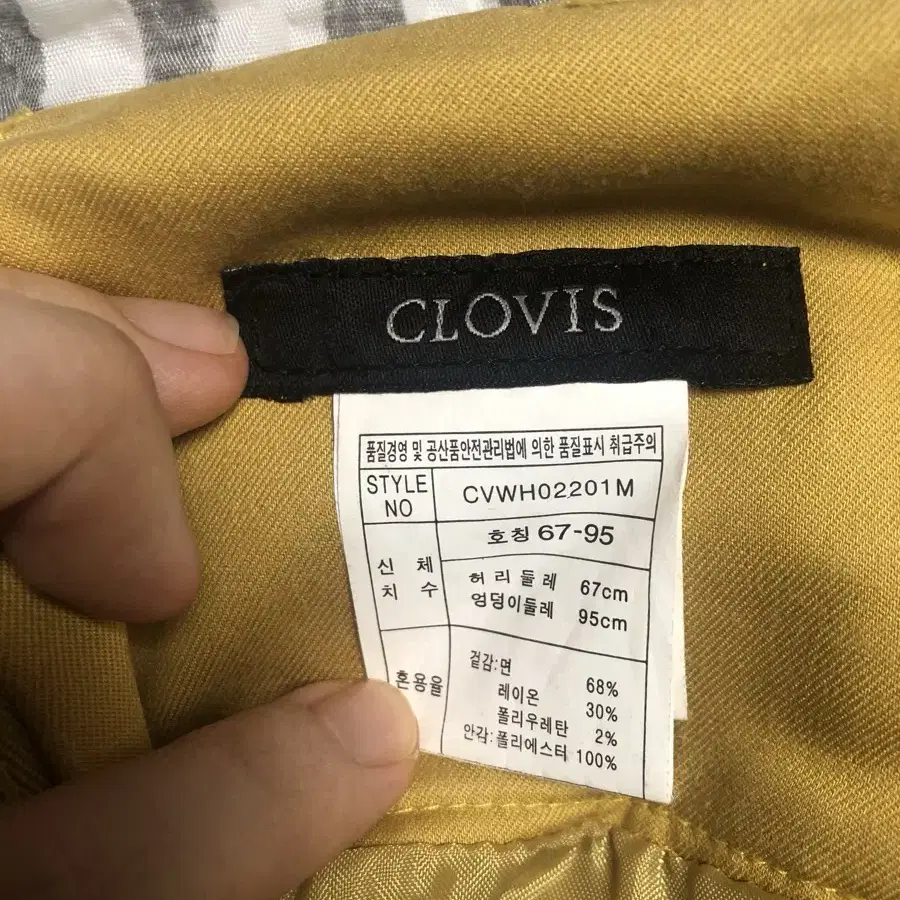 CLOVIS
품질경영 및 공산품안전관리법에 의한 품질표시 취급주의
STYLE NO CVWH02201M
신체 치수 호칭 67-95
허리둘레 67cm
엉덩이둘레 95cm
혼용율 겉감:면 68%
레이온 30%
폴리우레탄 2%
안감:폴리에스터 100%